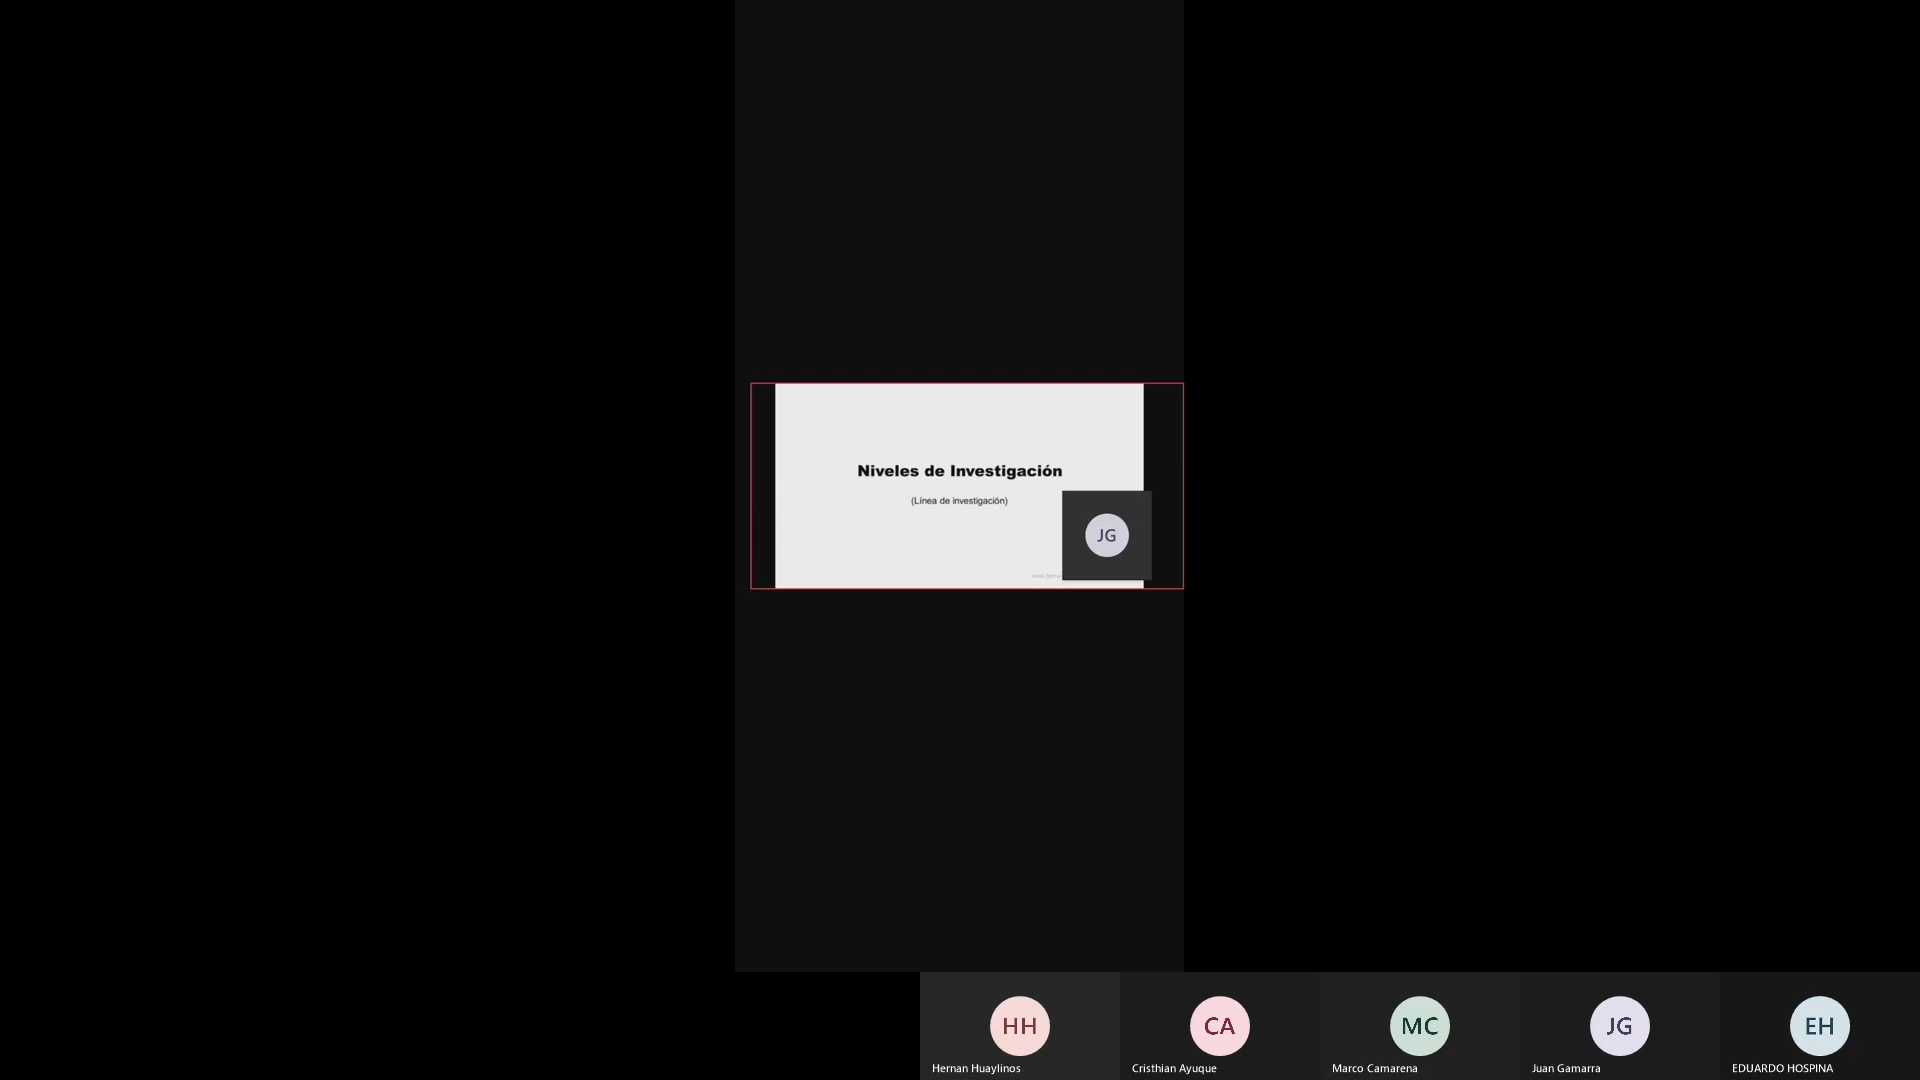 Niveles de Investigación
(Línea de investigación)
JG
HH
CA
MC
JG
EH
Hernan Huaylinos
Cristhian Ayuque
Marco Camarena
Juan Gamarra
EDUARDO HOSPINA